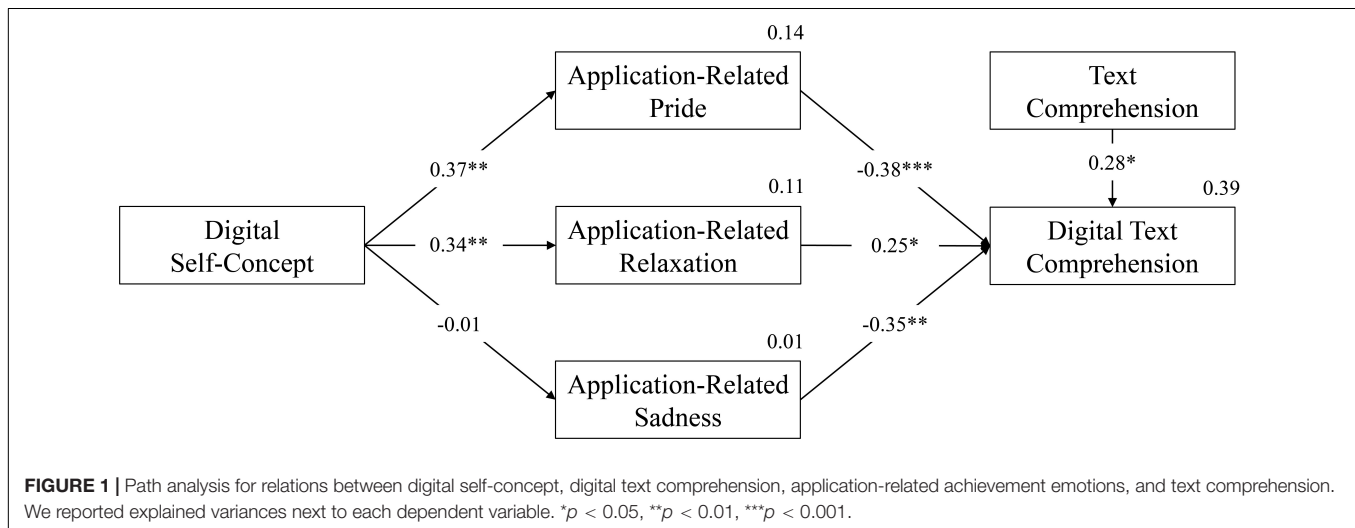 0.14
Application-Related
Pride
Text
Comprehension
0.37**
-0.38***
0.28*
0.11
0.39
Digital
Self-Concept
0.34**
Application-Related
Relaxation
0.25*
Digital Text
Comprehension
-0.01
-0.35**
0.01
Application-Related
Sadness
FIGURE 1 | Path analysis for relations between digital self-concept, digital text comprehension, application-related achievement emotions, and text comprehension.
We reported explained variances next to each dependent variable. *p < 0.05, **p < 0.01, ***p < 0.001.